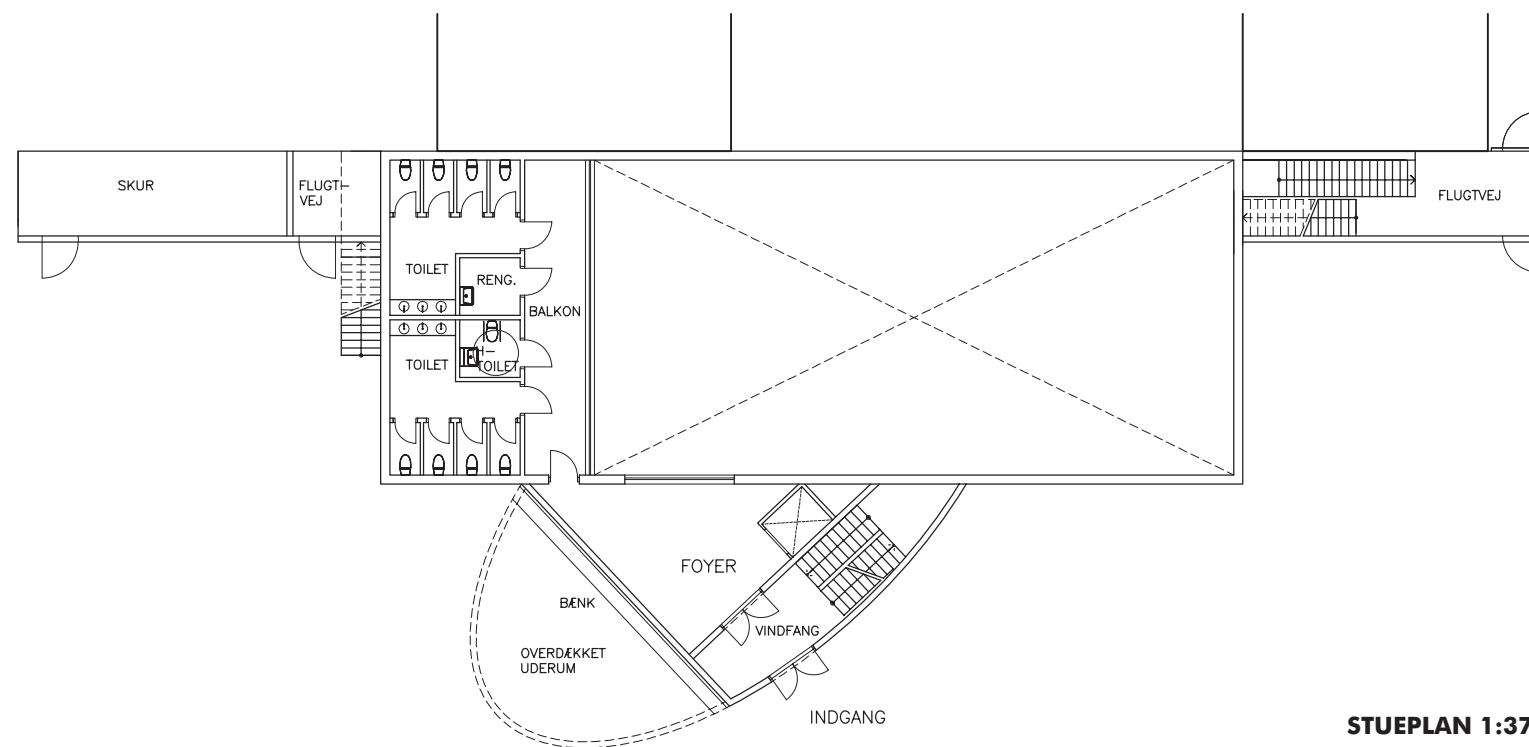 SKUR
FLUGT-
VEJ
FLUGTVEJ
TOILET
RENG.
BALKON
TOILET
TOILET
FOYER
BÆNK
VINDFANG
OVERDÆKKET
UDERUM
INDGANG
STUEPLAN 1:37